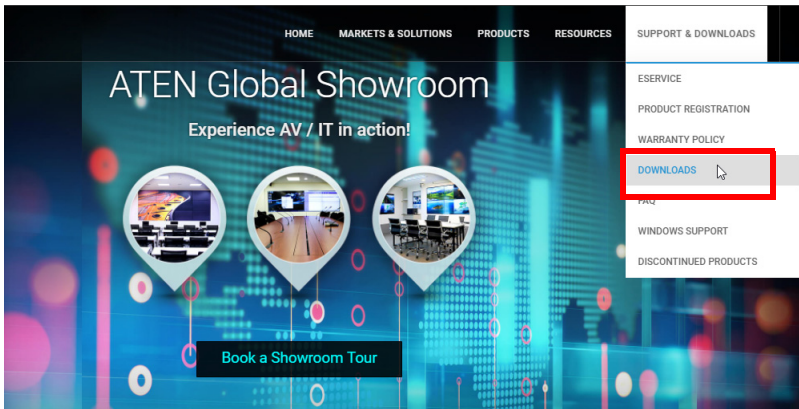 HOME MARKETS & SOLUTIONS PRODUCTS RESOURCES SUPPORT & DOWNLOADS
ATEN Global Showroom
Experience AV / IT in action!
ESERVICE
PRODUCT REGISTRATION
WARRANTY POLICY
DOWNLOADS
FAQ
WINDOWS SUPPORT
DISCONTINUED PRODUCTS
Book a Showroom Tour